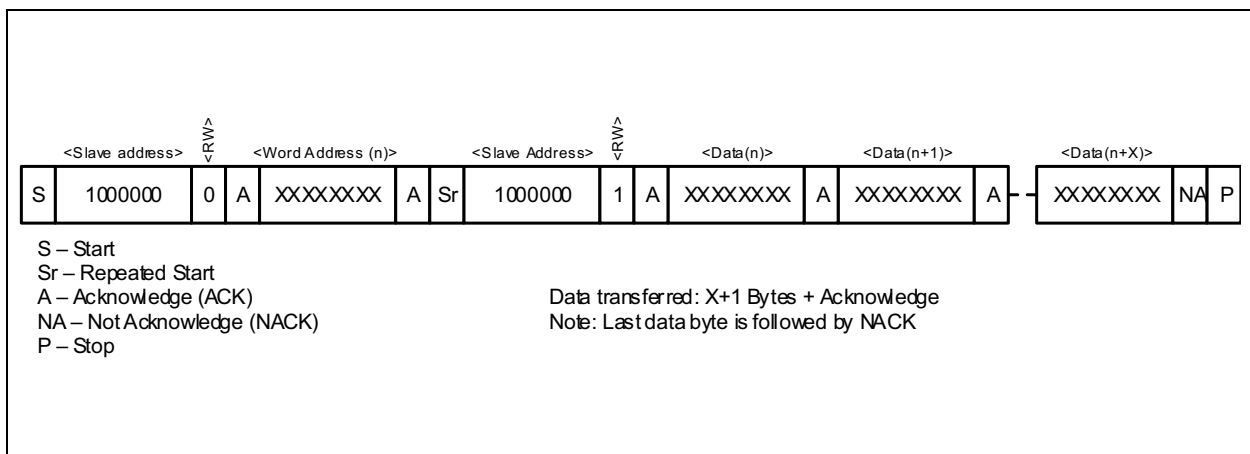 <Slave address> <RW> <Word Address (n)> <Slave Address> <RW> <Data(n)> <Data(n+1)> <Data(n+X)>
S 1000000 0 A XXXXXXXX A Sr 1000000 1 A XXXXXXXX A XXXXXXXX A XXXXXXXX NA P
S – Start
Sr – Repeated Start
A – Acknowledge (ACK)
NA – Not Acknowledge (NACK)
P – Stop
Data transferred: X+1 Bytes + Acknowledge
Note: Last data byte is followed by NACK